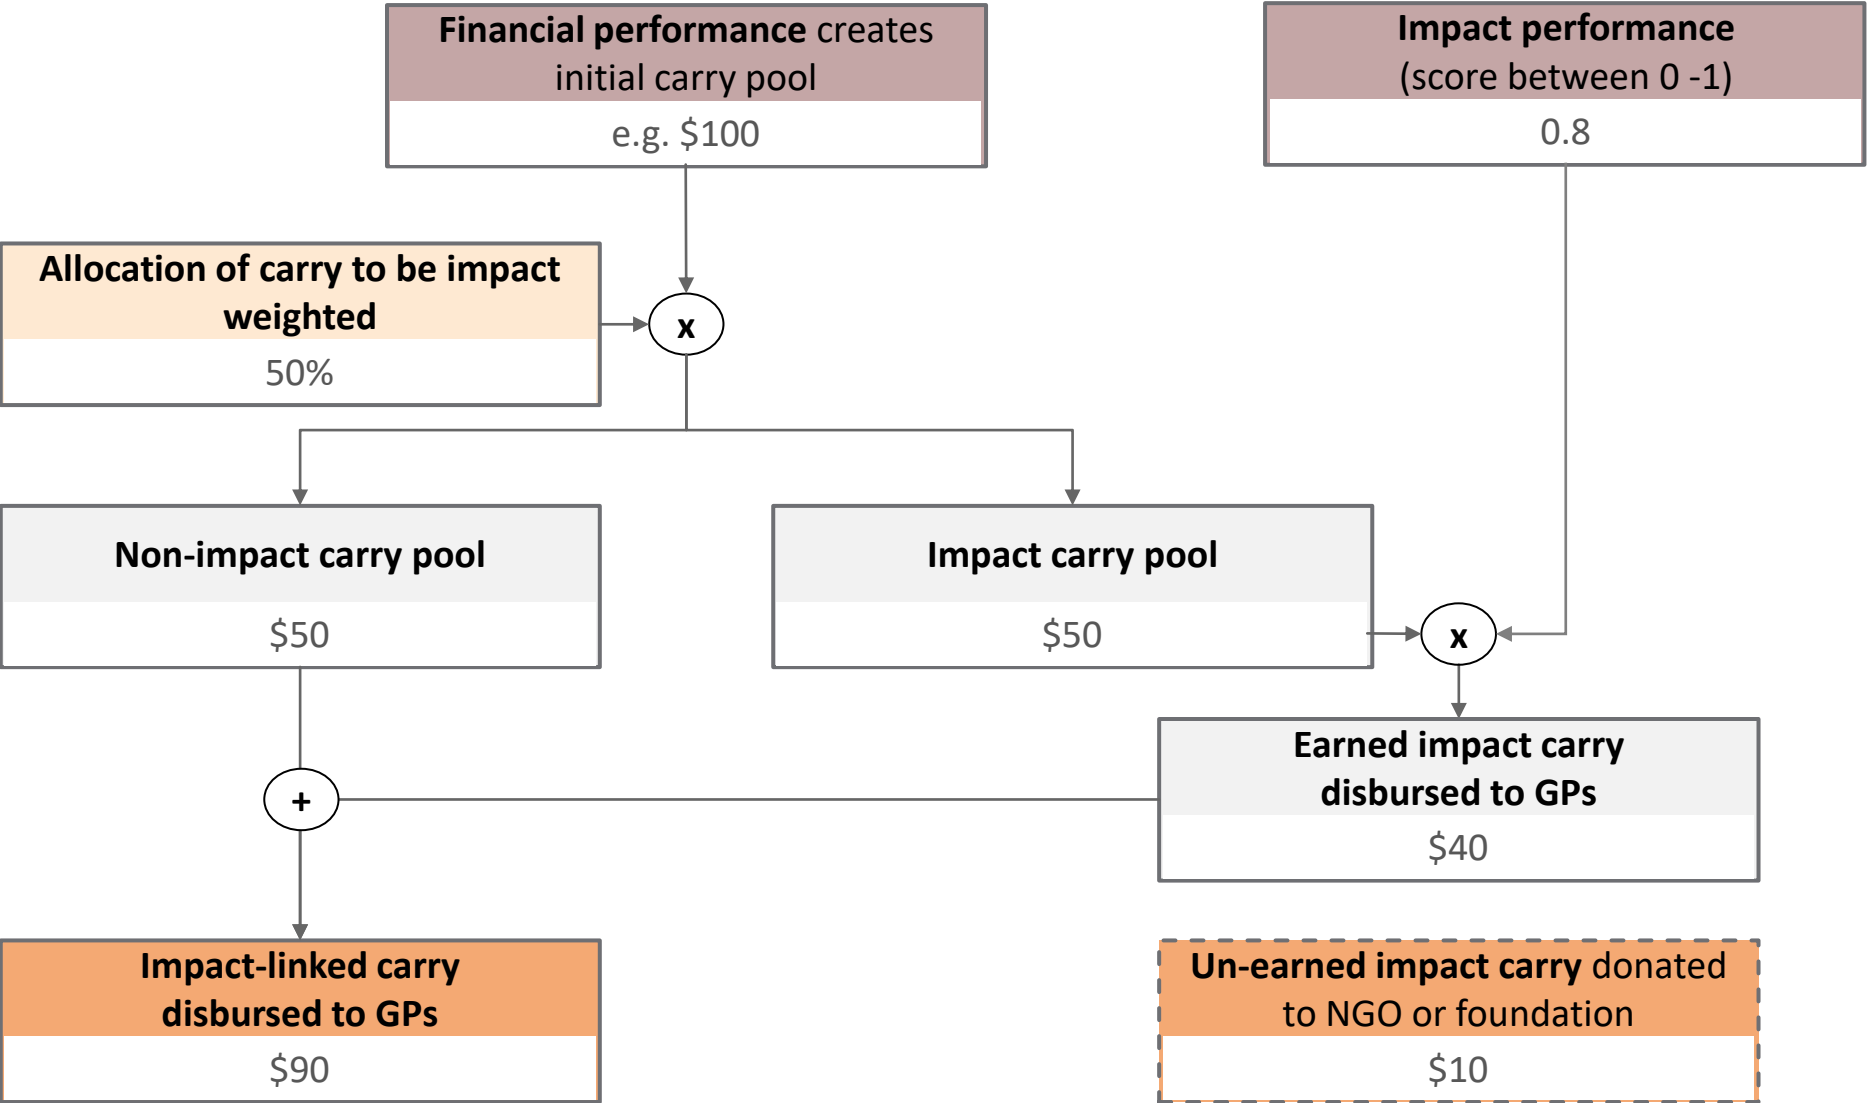 Financial performance creates
initial carry pool
e.g. $100
Impact performance
(score between 0 -1)
0.8
Allocation of carry to be impact
weighted
50%
x
Non-impact carry pool
$50
Impact carry pool
$50
x
Earned impact carry
disbursed to GPs
$40
+
Impact-linked carry
disbursed to GPs
$90
Un-earned impact carry donated
to NGO or foundation
$10